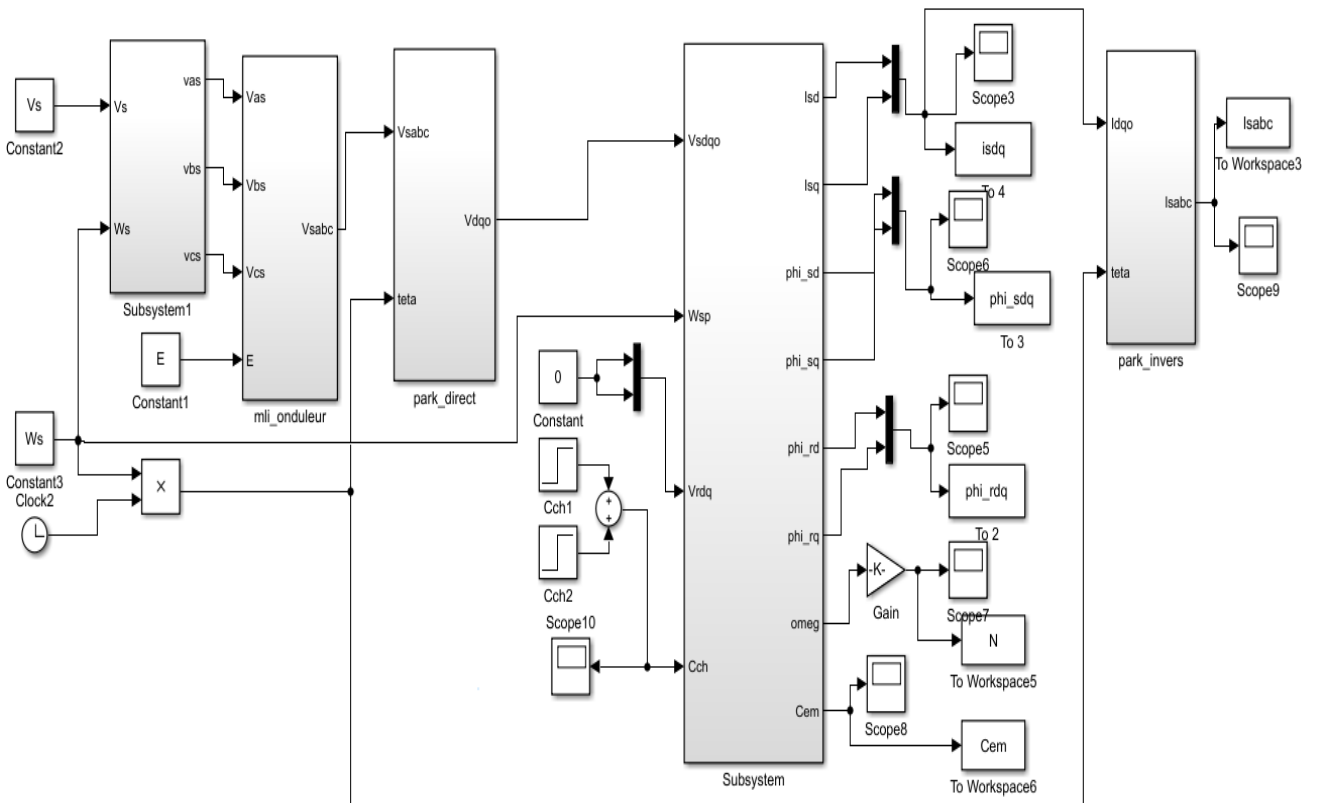 Vs
Constant2
Vs
Ws
vas
vbs
vcs
Subsystem1
E
Constant1
Vas
Vbs
Vcs
E
Vsabc
mli_onduleur
Vsabc
teta
Vdqo
park_direct
Ws
Constant3
Clock2
×
0
Constant
Cch1
+
+
Cch2
Scope10
Vsdqo
Wsp
Vrdq
Cch
Isd
Isq
phi_sd
phi_sq
phi_rd
phi_rq
omeg
Cem
Subsystem
Scope3
isdq
To 4
Scope6
phi_sdq
To 3
Scope5
phi_rdq
To 2
-K-
Gain
Scope7
N
To Workspace5
Scope8
Cem
To Workspace6
Idqo
teta
Isabc
park_invers
Isabc
To Workspace3
Scope9